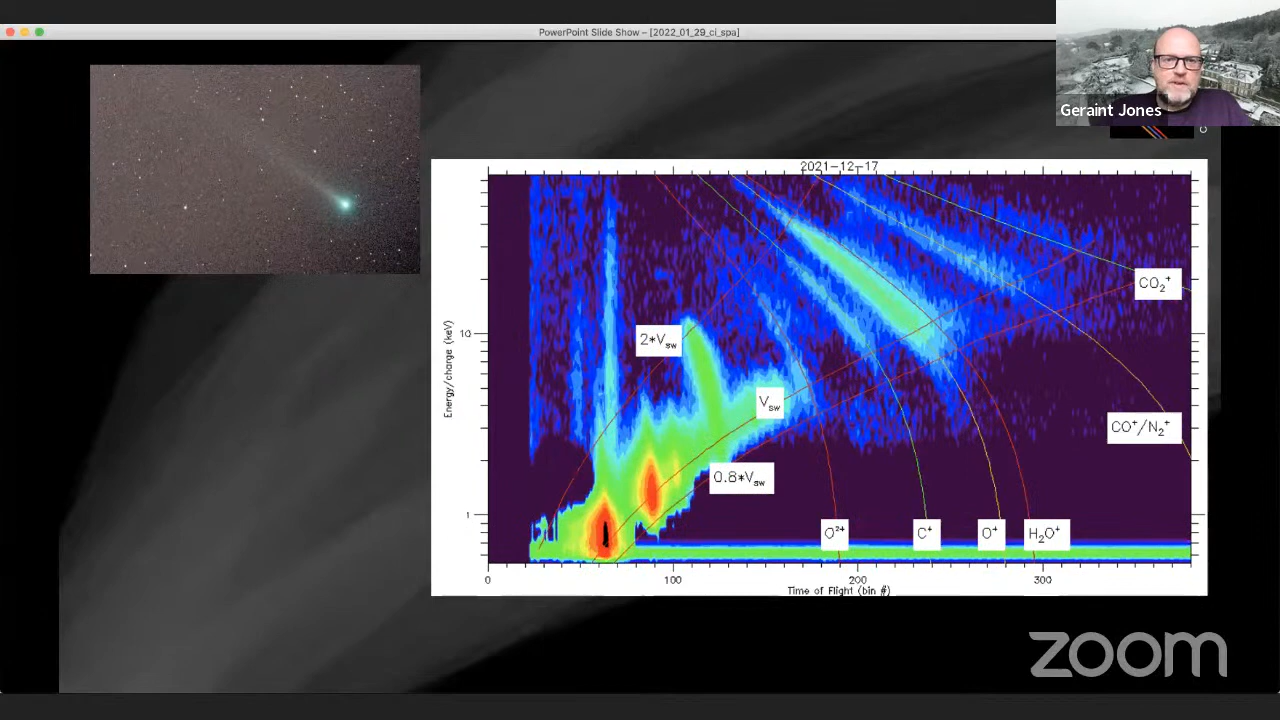 PowerPoint Slide Show – [2022_01_29_ci_spa]
Geraint Jones
2021-12-17
CO₂⁺
2*Vsw
10
Vsw
CO⁺/N₂⁺
0.8*Vsw
1
O²⁺
C⁺
O⁺
H₂O⁺
0
100
200
300
Energy/charge (keV)
Time of Flight (bin #)
zoom